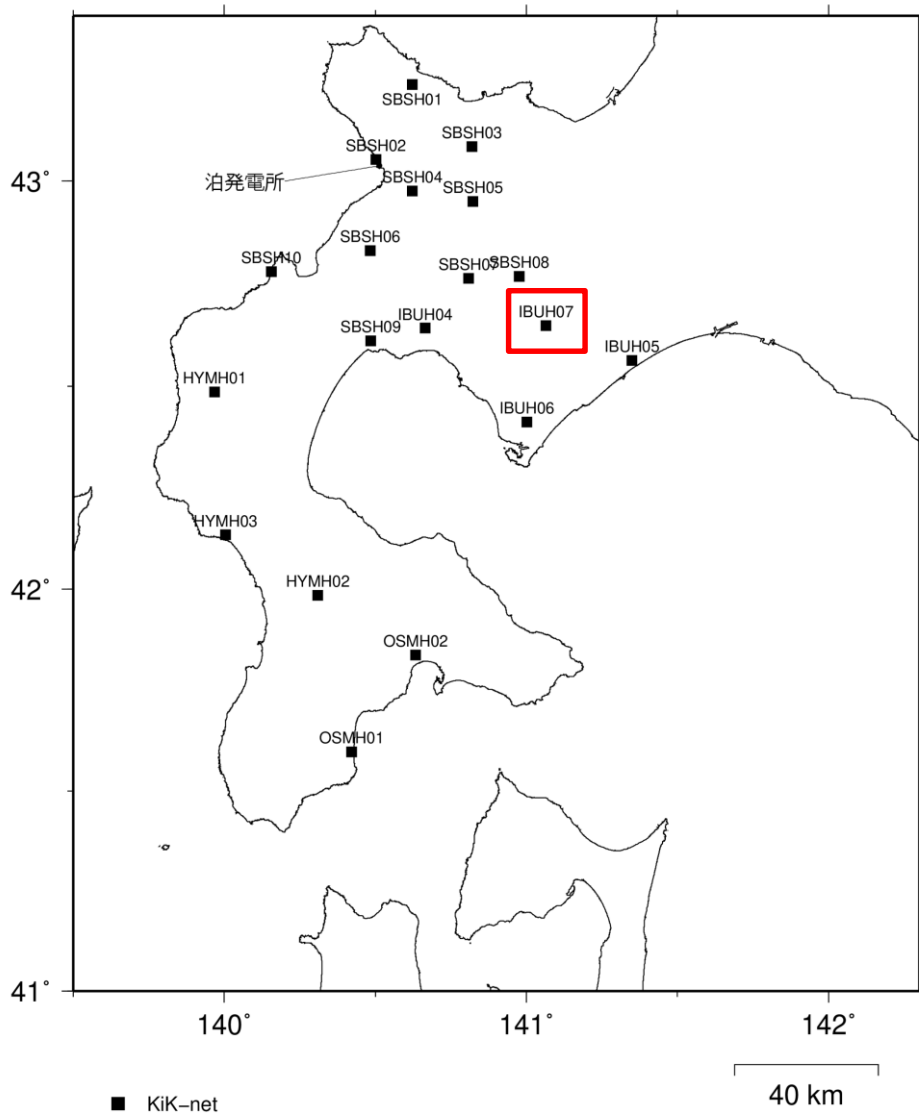 SBSH01
SBSH03
SBSH02
43°
泊発電所
SBSH04
SBSH05
SBSH06
SBSH10
SBSH07
SBSH08
IBUH07
IBUH04
SBSH09
IBUH05
HYMH01
IBUH06
HYMH03
42°
HYMH02
OSMH02
OSMH01
41°
140°
141°
142°
40 km
KiK-net